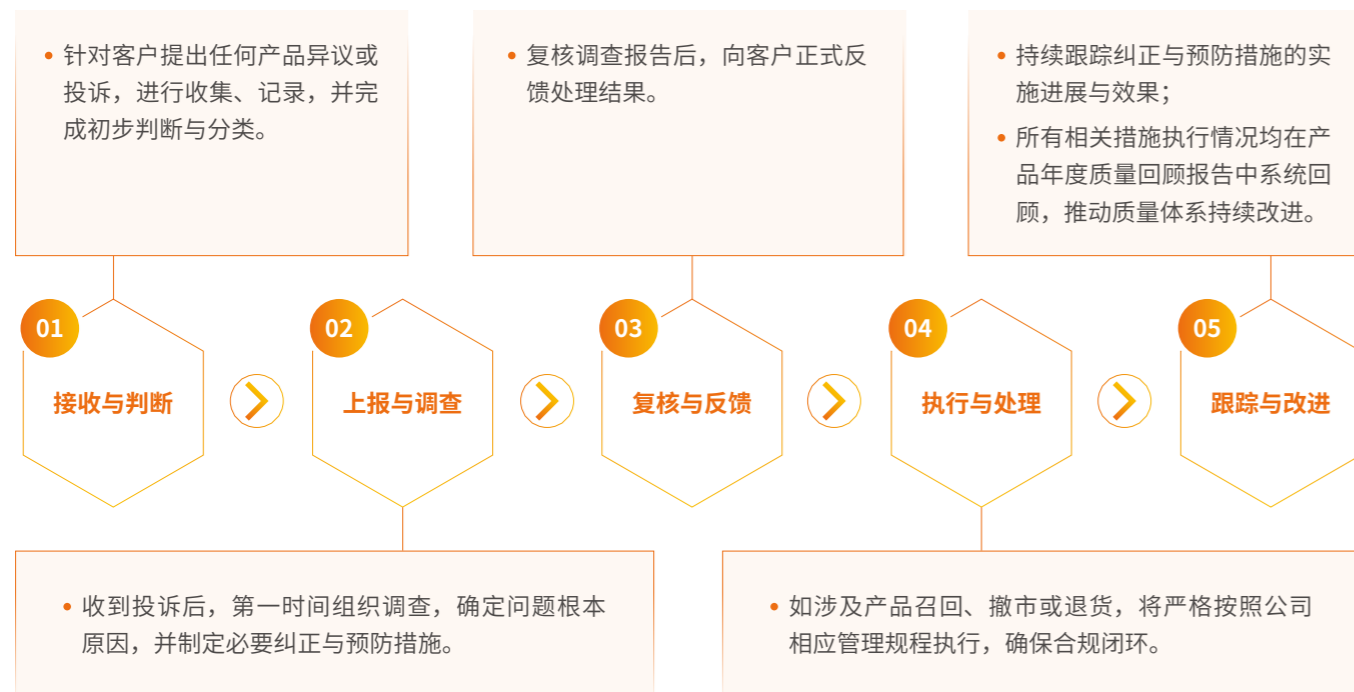 针对客户提出任何产品异议或
投诉，进行收集、记录，并完
成初步判断与分类。
复核调查报告后，向客户正式反
馈处理结果。
持续跟踪纠正与预防措施的实
施进展与效果；
所有相关措施执行情况均在产
品年度质量回顾报告中系统回
顾，推动质量体系持续改进。
01
接收与判断
02
上报与调查
03
复核与反馈
04
执行与处理
05
跟踪与改进
收到投诉后，第一时间组织调查，确定问题根本
原因，并制定必要纠正与预防措施。
如涉及产品召回、撤市或退货，将严格按照公司
相应管理规程执行，确保合规闭环。